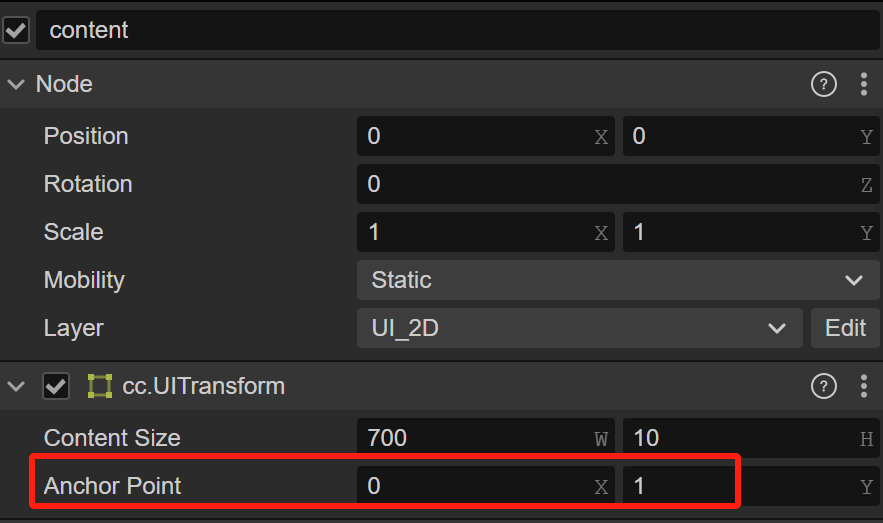 content
Node ?
Position 0 X 0 Y
Rotation 0 Z
Scale 1 X 1 Y
Mobility Static
Layer UI_2D Edit
cc.UITransform ?
Content Size 700 W 10 H
Anchor Point 0 X 1 Y